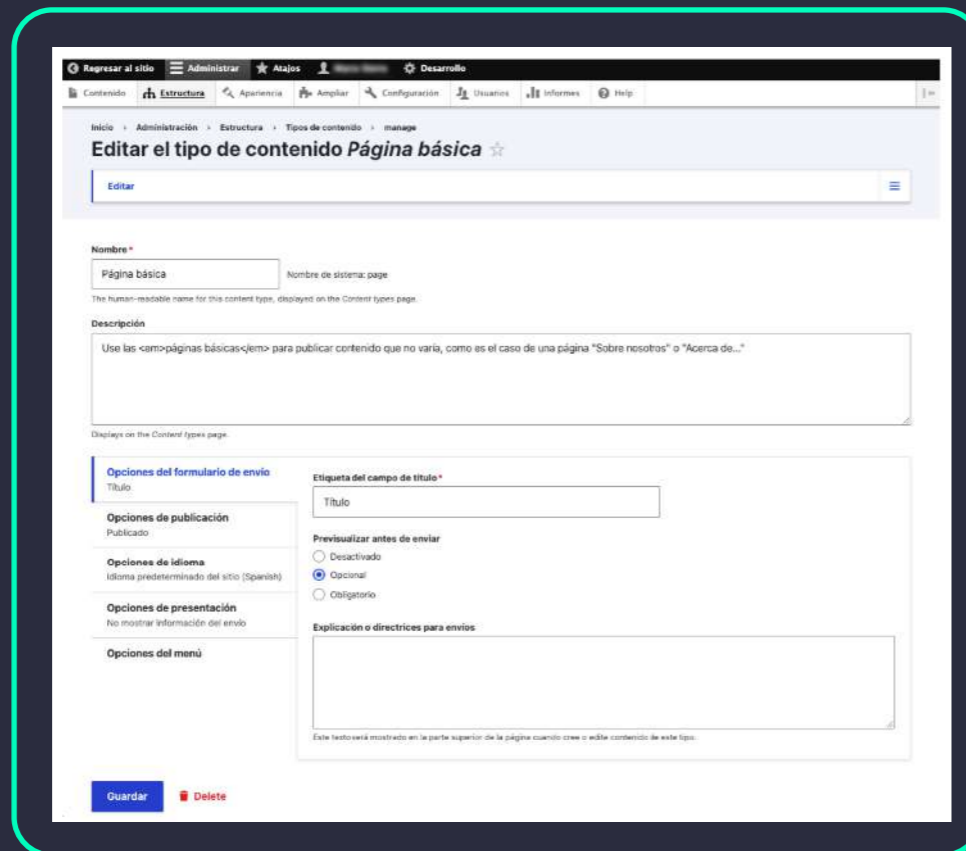 Regresar al sitio Administrar Atajos Desarrollo
Contenido Estructura Apariencia Ampliar Configuración Usuarios Informes Help
Inicio › Administración › Estructura › Tipos de contenido › manage
Editar el tipo de contenido Página básica
Editar
Nombre*
Página básica Nombre de sistema: page
The human-readable name for this content type, displayed on the Content types page.
Descripción
Use las <em>páginas básicas</em> para publicar contenido que no varía, como es el caso de una página "Sobre nosotros" o "Acerca de..."
Displays on the Content types page.
Opciones del formulario de envío
Título
Opciones de publicación
Publicado
Opciones de idioma
Idioma predeterminado del sitio (Spanish)
Opciones de presentación
No mostrar información del envío
Opciones del menú
Etiqueta del campo de título*
Título
Previsualizar antes de enviar
Desactivado
Opcional
Obligatorio
Explicación o directrices para envíos
Este texto será mostrado en la parte superior de la página cuando cree o edite contenido de este tipo.
Guardar Delete